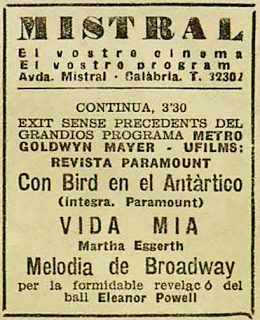 MISTRAL
El vostre cinema
El vostre program
Avda. Mistral - Calàbria. T. 32302
CONTINUA, 3'30
EXIT SENSE PRECEDENTS DEL
GRANDIOS PROGRAMA METRO
GOLDWYN MAYER - UFILMS:
REVISTA PARAMOUNT
Con Bird en el Antàrtico
(íntegra. Paramount)
VIDA MIA
Martha Eggerth
Melodia de Broadway
per la formidable revelació del
ball Eleanor Powell